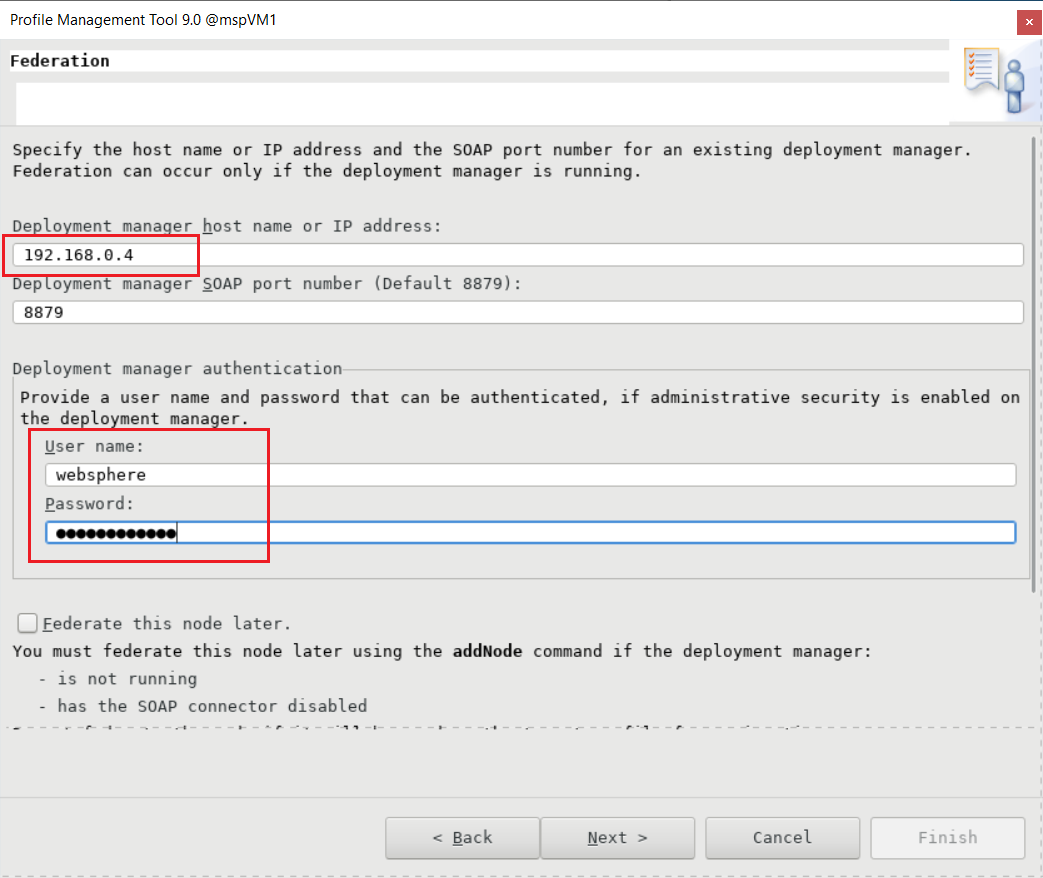 Profile Management Tool 9.0 @mspVM1
Federation
Specify the host name or IP address and the SOAP port number for an existing deployment manager.
Federation can occur only if the deployment manager is running.
Deployment manager host name or IP address:
192.168.0.4
Deployment manager SOAP port number (Default 8879):
8879
Deployment manager authentication
Provide a user name and password that can be authenticated, if administrative security is enabled on
the deployment manager.
User name:
websphere
Password:
●●●●●●●●●●●●
Federate this node later.
You must federate this node later using the addNode command if the deployment manager:
- is not running
- has the SOAP connector disabled
< Back
Next >
Cancel
Finish